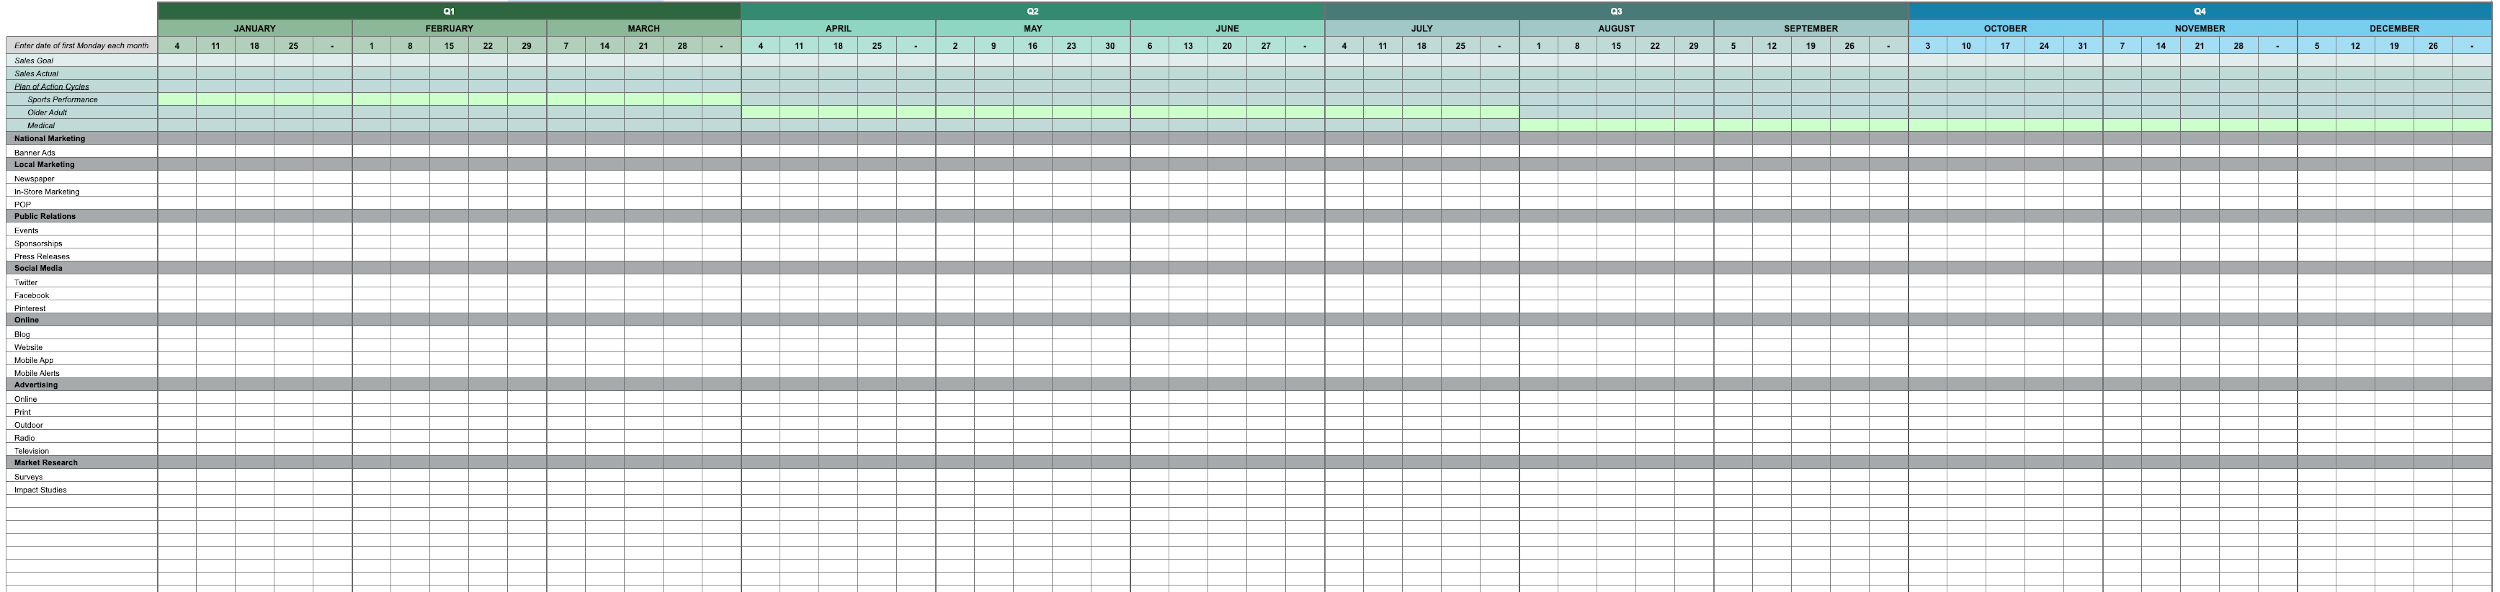 Q1 Q2 Q3 Q4
JANUARY FEBRUARY MARCH APRIL MAY JUNE JULY AUGUST SEPTEMBER OCTOBER NOVEMBER DECEMBER
Enter date of first Monday each month 4 11 18 25 - 1 8 15 22 29 7 14 21 28 - 4 11 18 25 - 2 9 16 23 30 6 13 20 27 - 4 11 18 25 - 1 8 15 22 29 5 12 19 26 - 3 10 17 24 31 7 14 21 28 - 5 12 19 26 -
Sales Goal
Sales Actual
Plan of Action Cycles
Sports Performance
Older Adult
Medical
National Marketing
Banner Ads
Local Marketing
Newspaper
In-Store Marketing
POP
Public Relations
Events
Sponsorships
Press Releases
Social Media
Twitter
Facebook
Pinterest
Online
Blog
Website
Mobile App
Mobile Alerts
Advertising
Online
Print
Outdoor
Radio
Television
Market Research
Surveys
Impact Studies